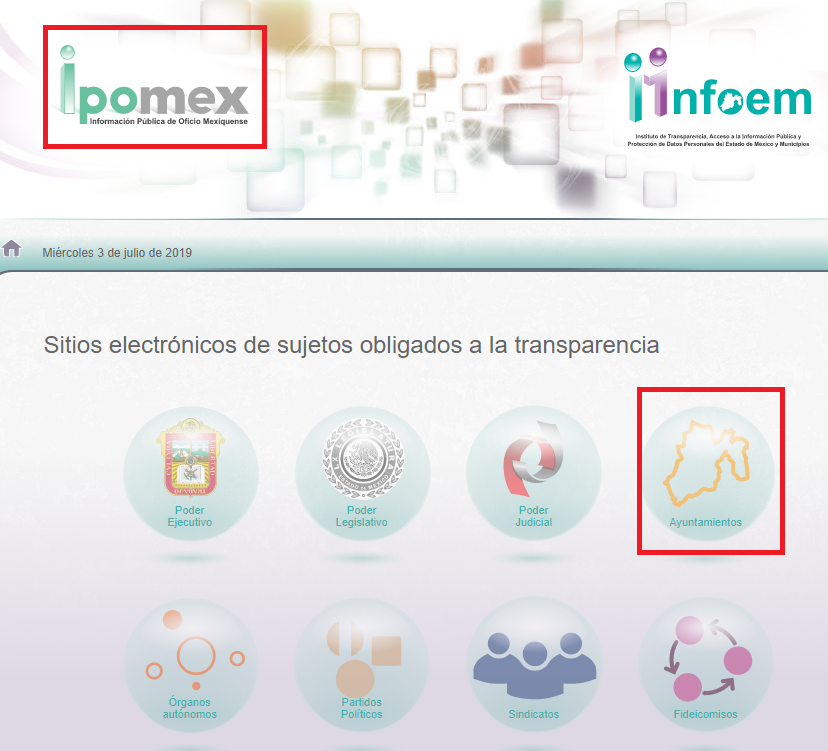 ipomex
Información Pública de Oficio Mexiquense
infoem
Instituto de Transparencia, Acceso a la Información Pública y
Protección de Datos Personales del Estado de México y Municipios
Miércoles 3 de julio de 2019
Sitios electrónicos de sujetos obligados a la transparencia
Poder
Ejecutivo
Poder
Legislativo
Poder
Judicial
Ayuntamientos
Órganos
autónomos
Partidos
Políticos
Sindicatos
Fideicomisos